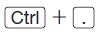 Ctrl + .